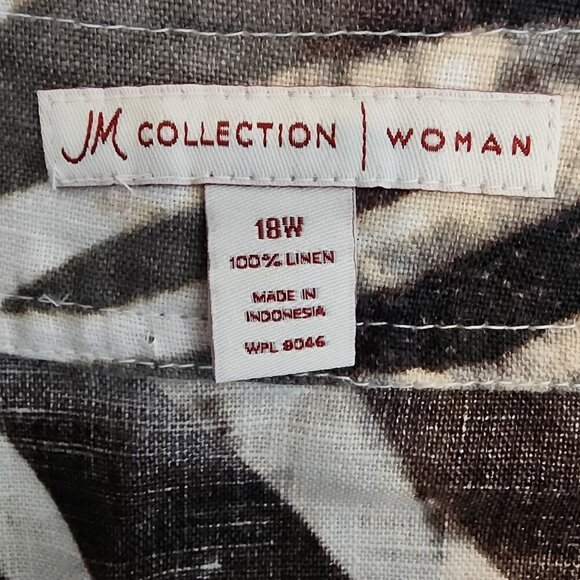 JM COLLECTION | WOMAN
18W
100% LINEN
MADE IN
INDONESIA
WPL 8046